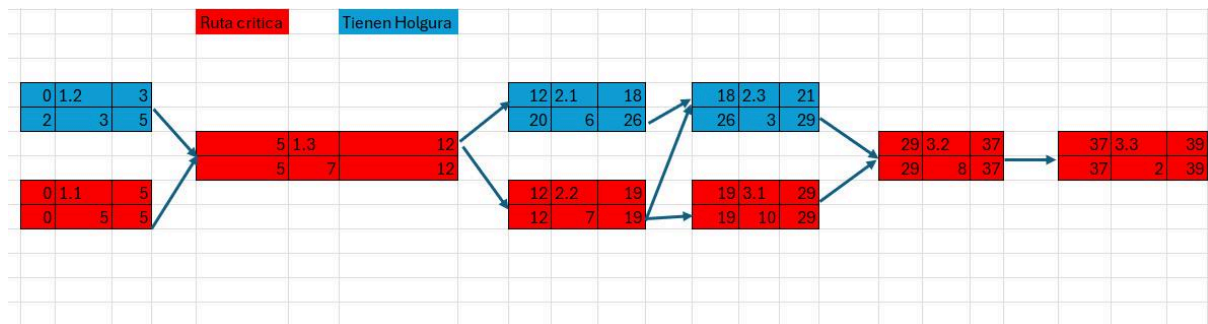 Ruta critica Tienen Holgura
0 1.2 3 12 2.1 18 18 2.3 21
2 3 5 20 6 26 26 3 29
5 1.3 12 29 3.2 37 37 3.3 39
5 7 12 29 8 37 37 2 39
0 1.1 5 12 2.2 19 19 3.1 29
0 5 5 12 7 19 19 10 29